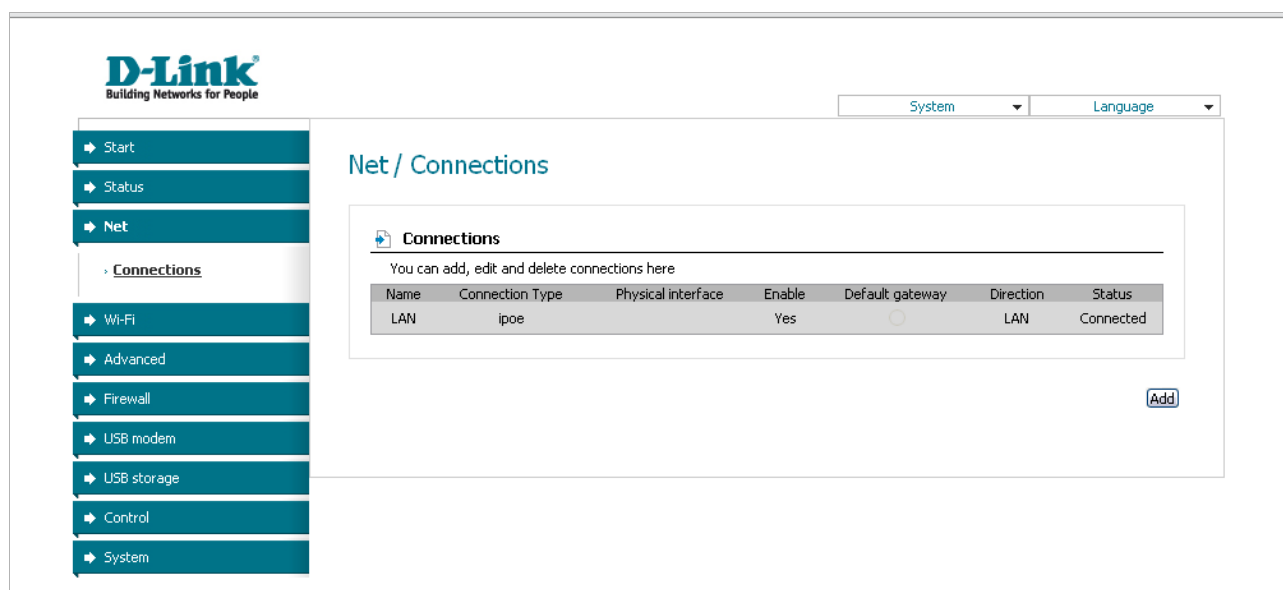 D-Link
Building Networks for People
System
Language
Start
Status
Net
Connections
Wi-Fi
Advanced
Firewall
USB modem
USB storage
Control
System
Net / Connections
Connections
You can add, edit and delete connections here
Name Connection Type Physical interface Enable Default gateway Direction Status
LAN ipoe Yes LAN Connected
Add